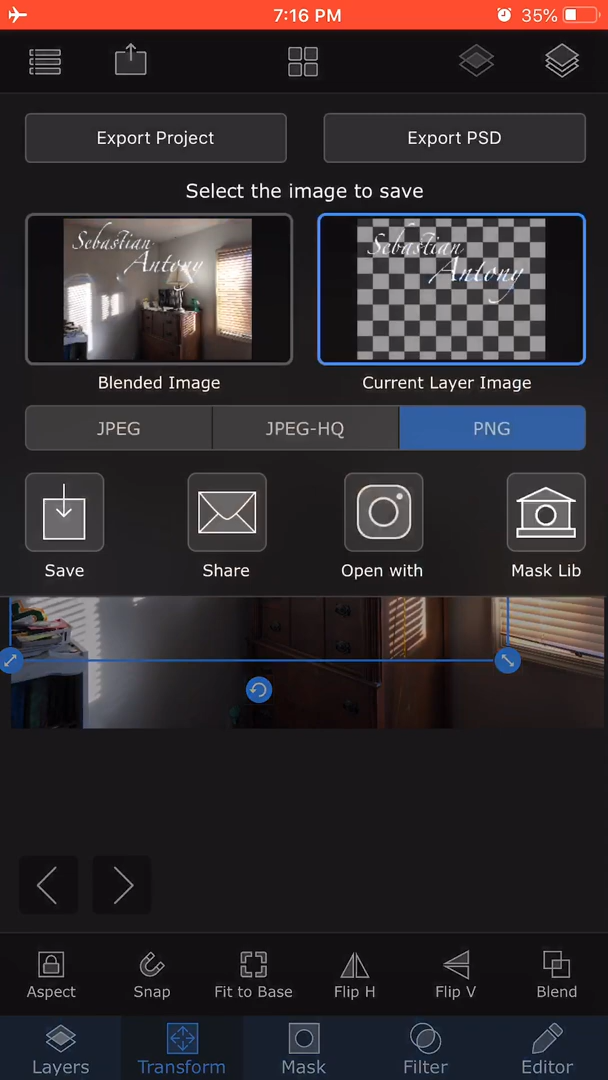 7:16 PM
35%
Export Project
Export PSD
Select the image to save
Sebastian
Antony
Sebastian
Antony
Blended Image
Current Layer Image
JPEG
JPEG-HQ
PNG
Save
Share
Open with
Mask Lib
Aspect
Snap
Fit to Base
Flip H
Flip V
Blend
Layers
Transform
Mask
Filter
Editor